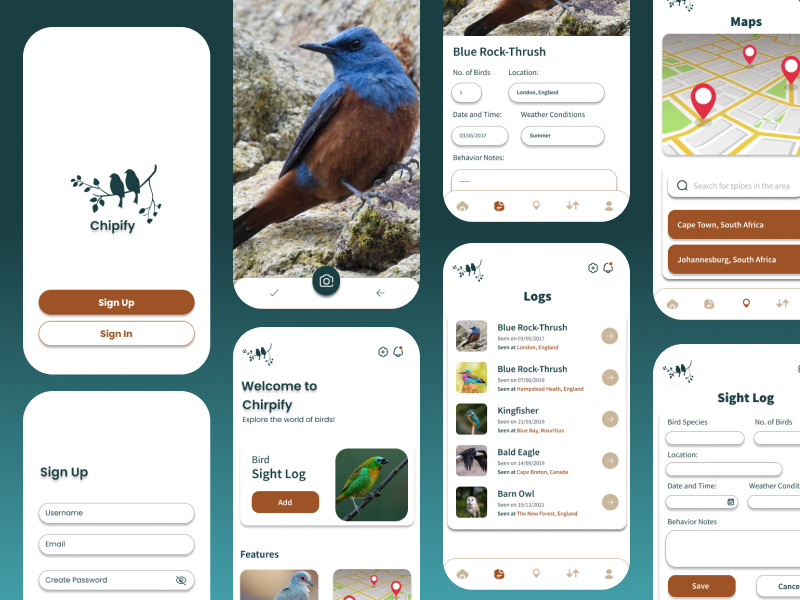 Chipify
Sign Up
Sign In
Sign Up
Username
Email
Create Password
Welcome to
Chirpify
Explore the world of birds!
Bird
Sight Log
Add
Features
Blue Rock-Thrush
No. of Birds
Location:
1
London, England
Date and Time:
Weather Conditions
03/05/2017
Summer
Behavior Notes:
.....
Logs
Blue Rock-Thrush
Seen on 03/05/2017
Seen at London, England
Blue Rock-Thrush
Seen on 07/06/2018
Seen at Hampstead Heath, England
Kingfisher
Seen on 21/03/2019
Seen at Blue Bay, Mauritius
Bald Eagle
Seen on 14/09/2019
Seen at Cape Breton, Canada
Barn Owl
Seen on 19/12/2021
Seen at The New Forest, England
Maps
Search for spices in the area
Cape Town, South Africa
Johannesburg, South Africa
Sight Log
Bird Species
No. of Birds
Location:
Date and Time:
Weather Condit
Behavior Notes
Save
Cance